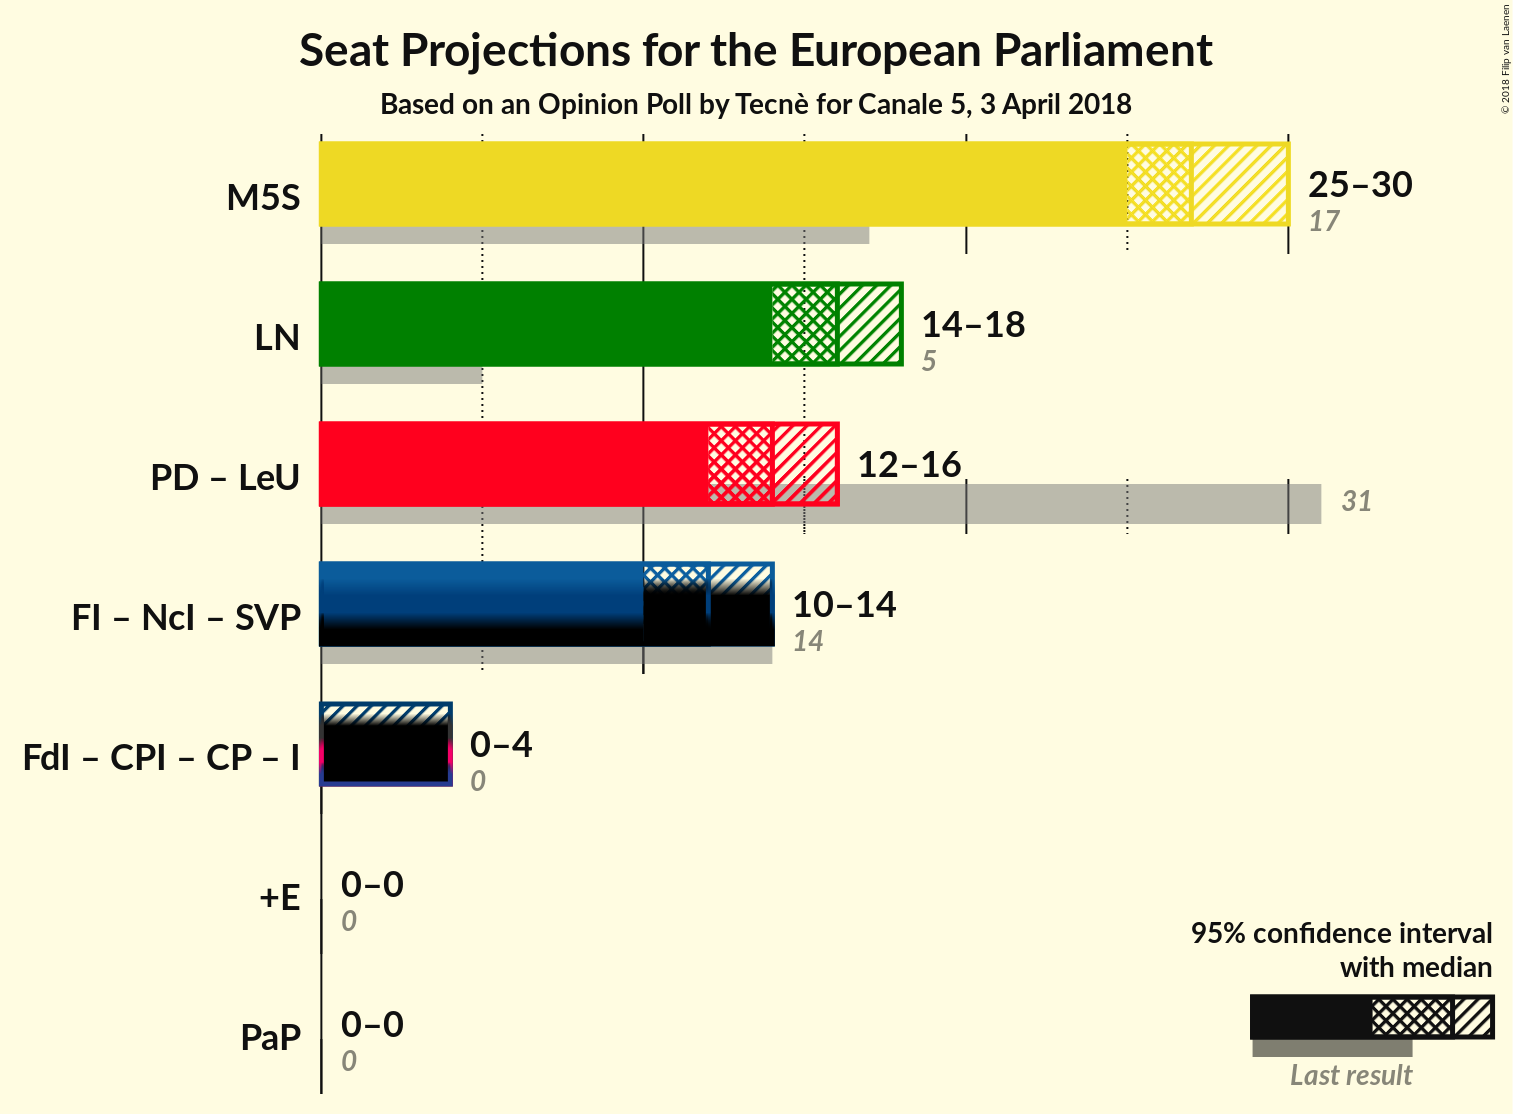 Seat Projections for the European Parliament
Based on an Opinion Poll by Tecnè for Canale 5, 3 April 2018
© 2018 Filip van Laenen
M5S
25–30
17
LN
14–18
5
PD – LeU
12–16
31
FI – NcI – SVP
10–14
14
FdI – CPI – CP – I
0–4
0
+E
0–0
0
PaP
0–0
0
95% confidence interval
with median
Last result